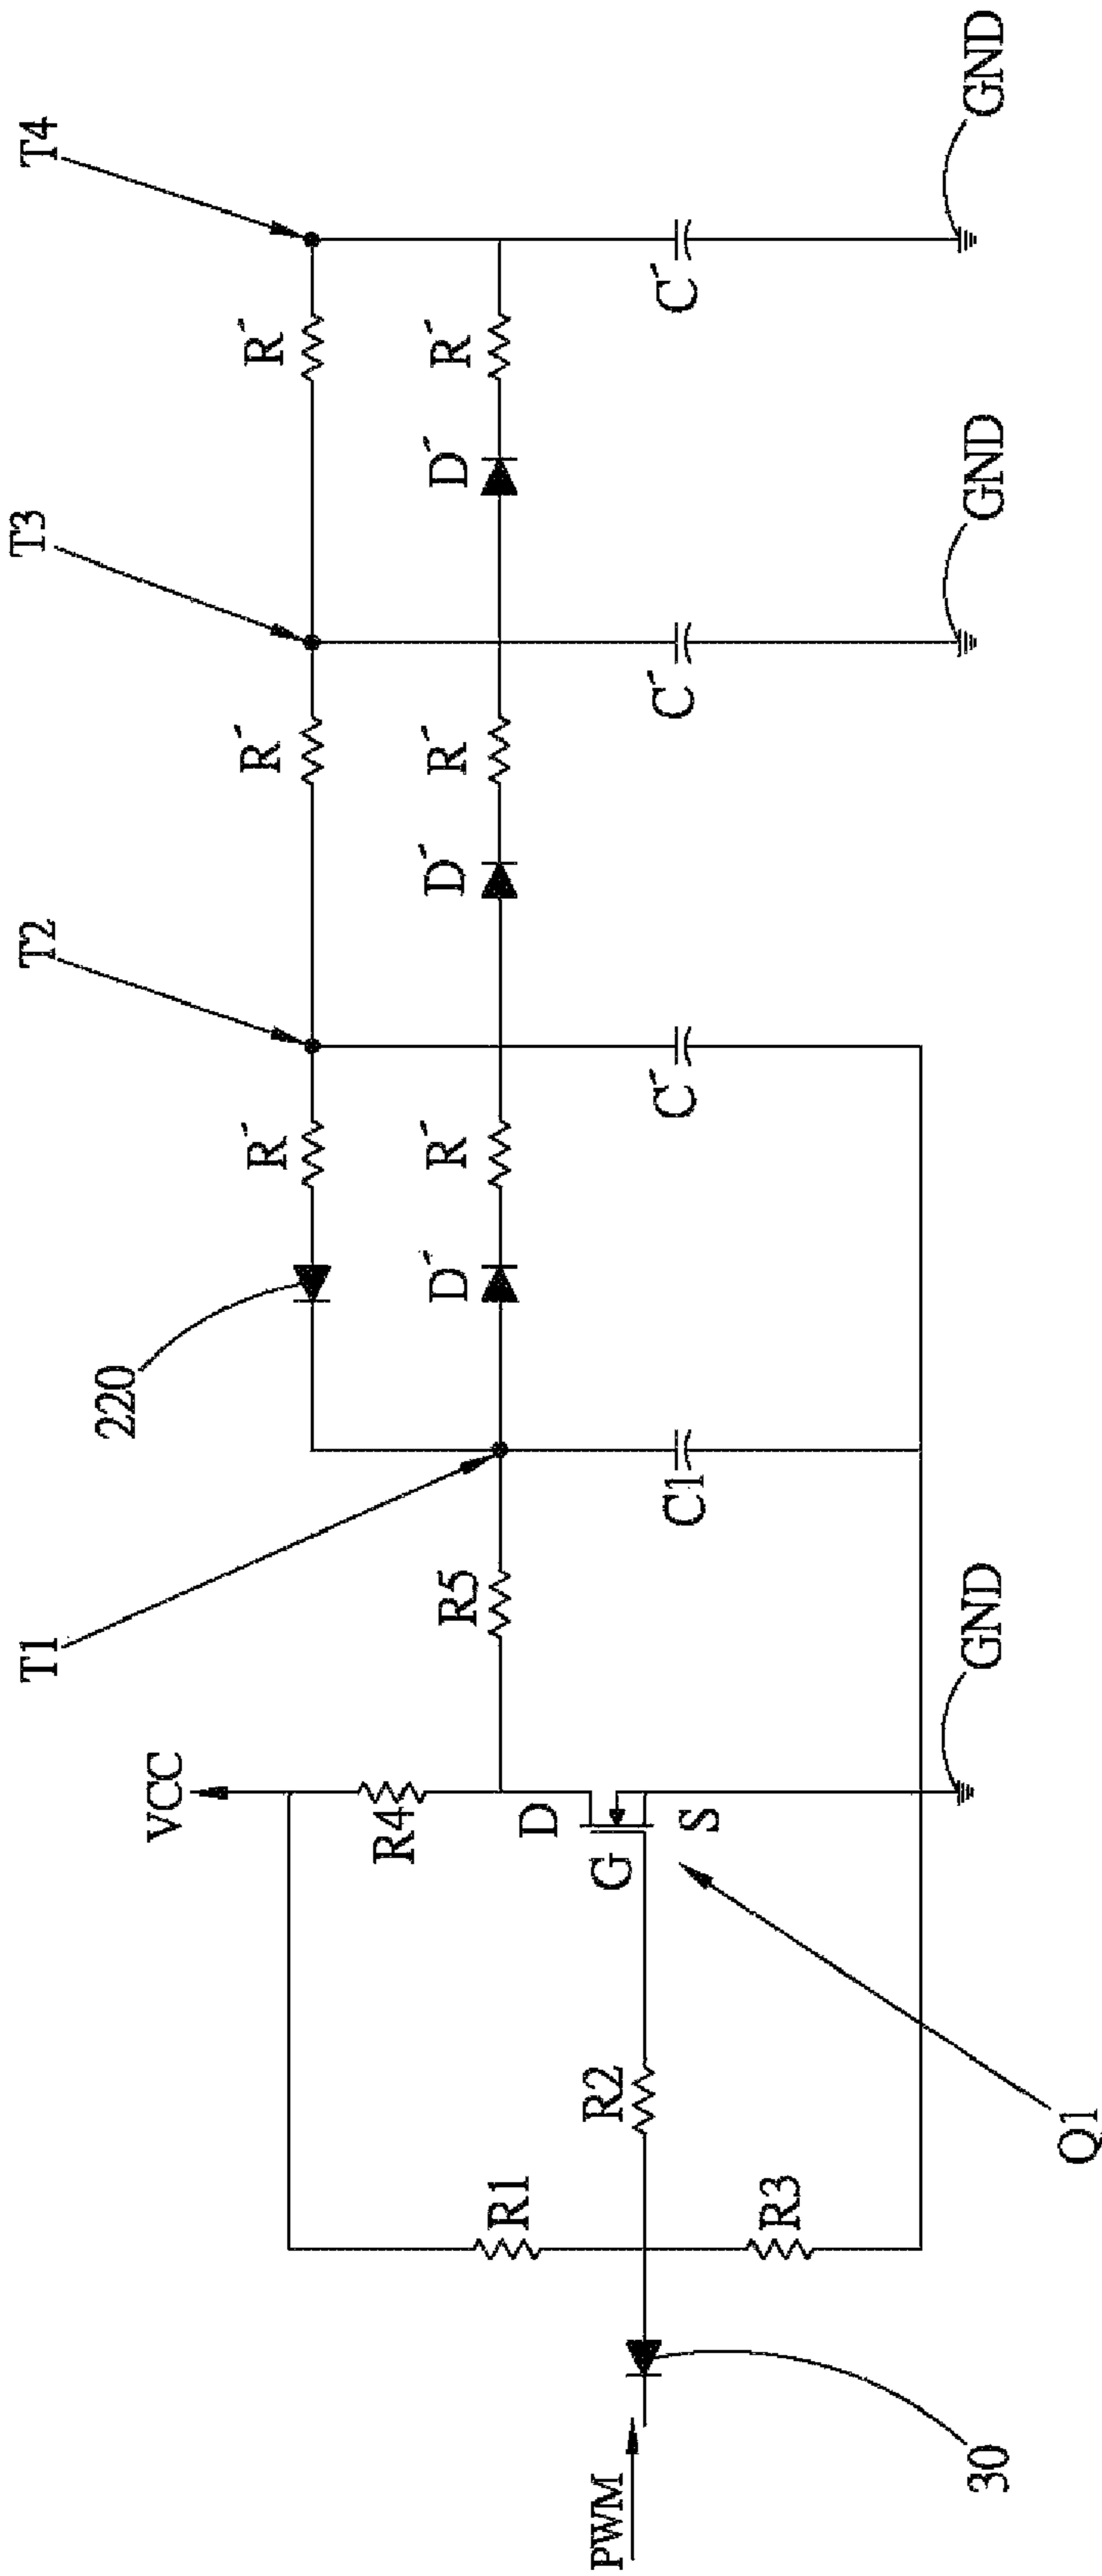 T1
T2
T3
T4
220
VCC
R´
R´
R´
R1
R4
R5
D´
R´
D´
R´
D´
R´
PWM
R2
D
G
S
R3
C1
C´
C´
C´
30
Q1
GND
GND
GND